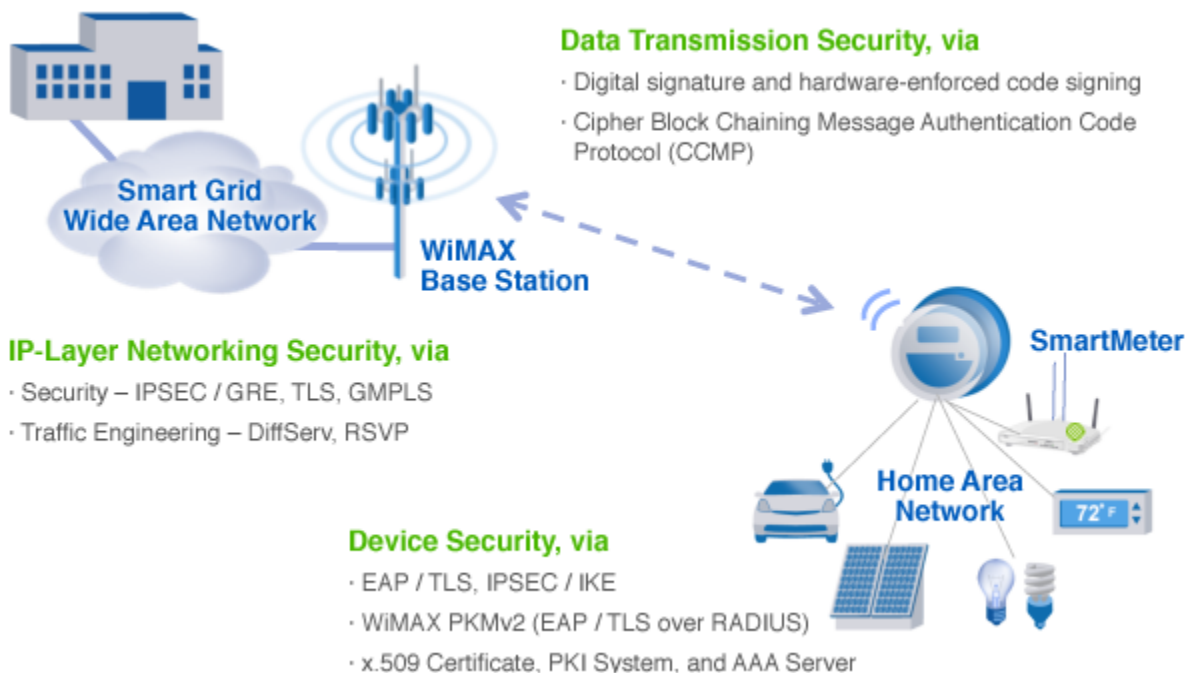 Data Transmission Security, via
· Digital signature and hardware-enforced code signing
· Cipher Block Chaining Message Authentication Code
Protocol (CCMP)
Smart Grid
Wide Area Network
WiMAX
Base Station
IP-Layer Networking Security, via
· Security – IPSEC / GRE, TLS, GMPLS
· Traffic Engineering – DiffServ, RSVP
SmartMeter
Home Area
Network
72° F
Device Security, via
· EAP / TLS, IPSEC / IKE
· WiMAX PKMv2 (EAP / TLS over RADIUS)
· x.509 Certificate, PKI System, and AAA Server